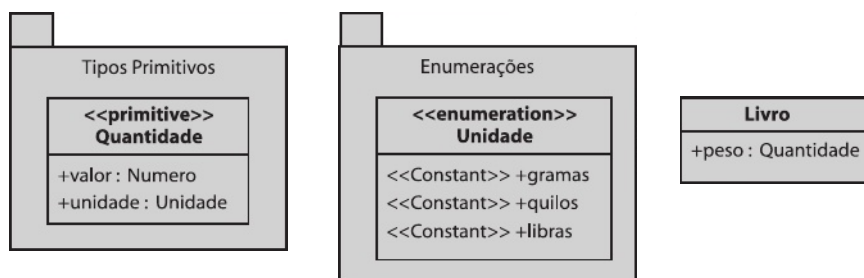 Tipos Primitivos
<<primitive>>
Quantidade
+valor : Numero
+unidade : Unidade
Enumerações
<<enumeration>>
Unidade
<<Constant>> +gramas
<<Constant>> +quilos
<<Constant>> +libras
Livro
+peso : Quantidade